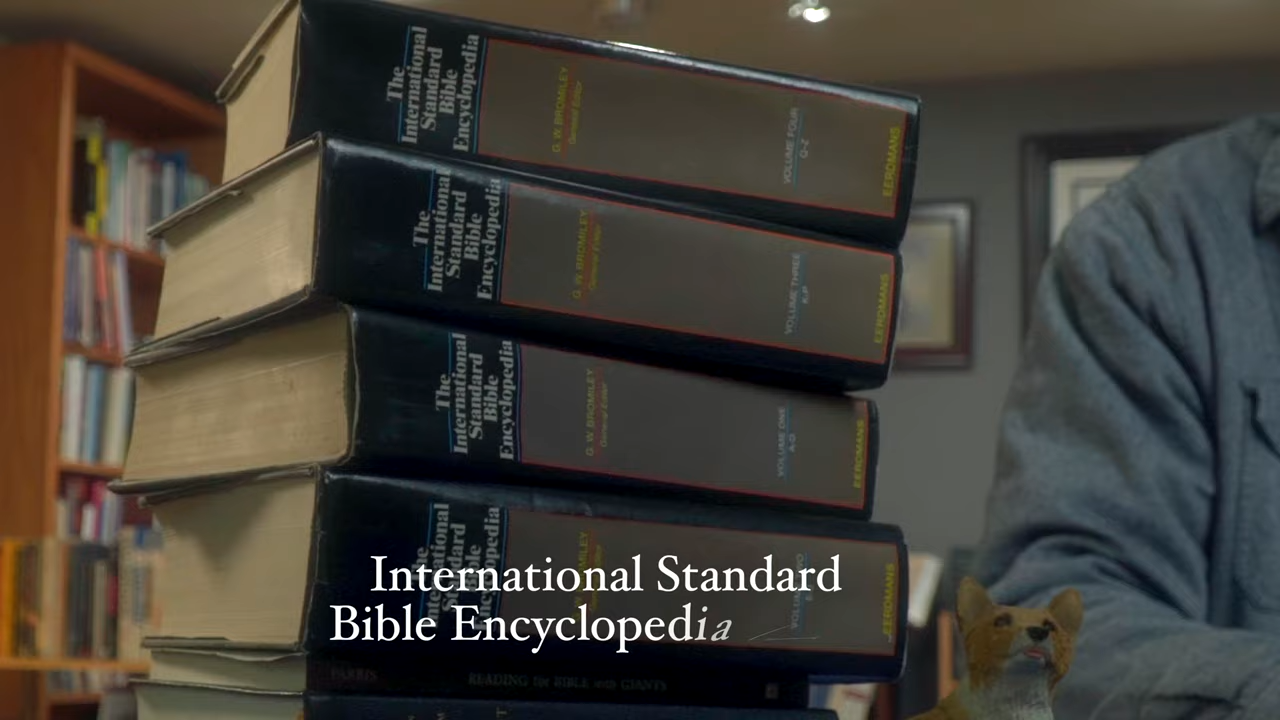 The
International
Standard
Bible
Encyclopedia
G. W. BROMILEY
General Editor
VOLUME FOUR
Q-Z
EERDMANS
The
International
Standard
Bible
Encyclopedia
G. W. BROMILEY
General Editor
VOLUME THREE
K-P
EERDMANS
The
International
Standard
Bible
Encyclopedia
G. W. BROMILEY
General Editor
VOLUME ONE
A-D
EERDMANS
EERDMANS
International Standard
Bible Encyclopedia
PARRIS
READING the BIBLE with GIANTS